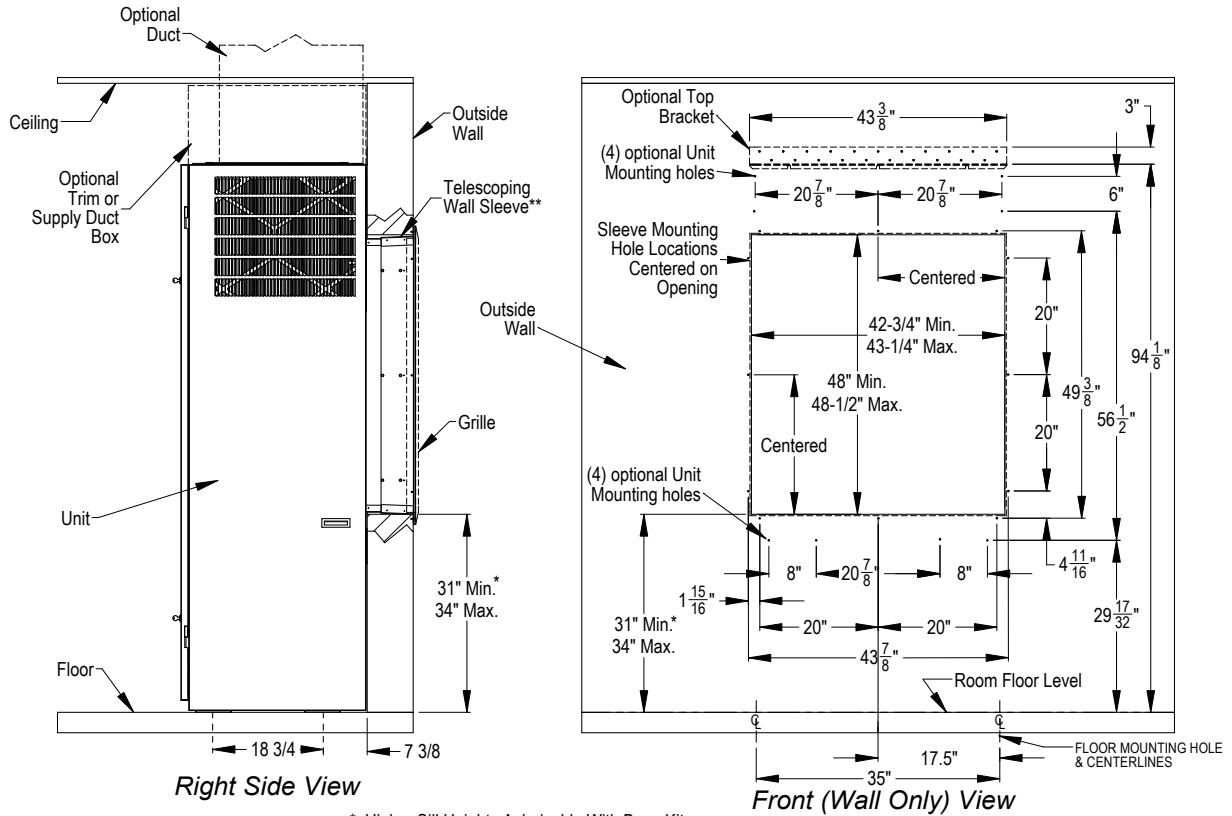 Optional
Duct
Ceiling
Outside
Wall
Optional
Trim or
Supply Duct
Box
Telescoping
Wall Sleeve**
Grille
Unit
31" Min.*
34" Max.
Floor
18 3/4
7 3/8
Right Side View
Optional Top
Bracket
43 3/8"
3"
(4) optional Unit
Mounting holes
20 7/8"
20 7/8"
6"
Sleeve Mounting
Hole Locations
Centered on
Opening
Centered
Outside
Wall
42-3/4" Min.
43-1/4" Max.
20"
94 1/8"
48" Min.
48-1/2" Max.
49 3/8"
56 1/2"
20"
Centered
(4) optional Unit
Mounting holes
8"
20 7/8"
8"
4 11/16"
1 15/16"
31" Min.*
34" Max.
20"
20"
29 17/32"
43 7/8"
Room Floor Level
CL
CL
17.5"
FLOOR MOUNTING HOLE
& CENTERLINES
35"
Front (Wall Only) View